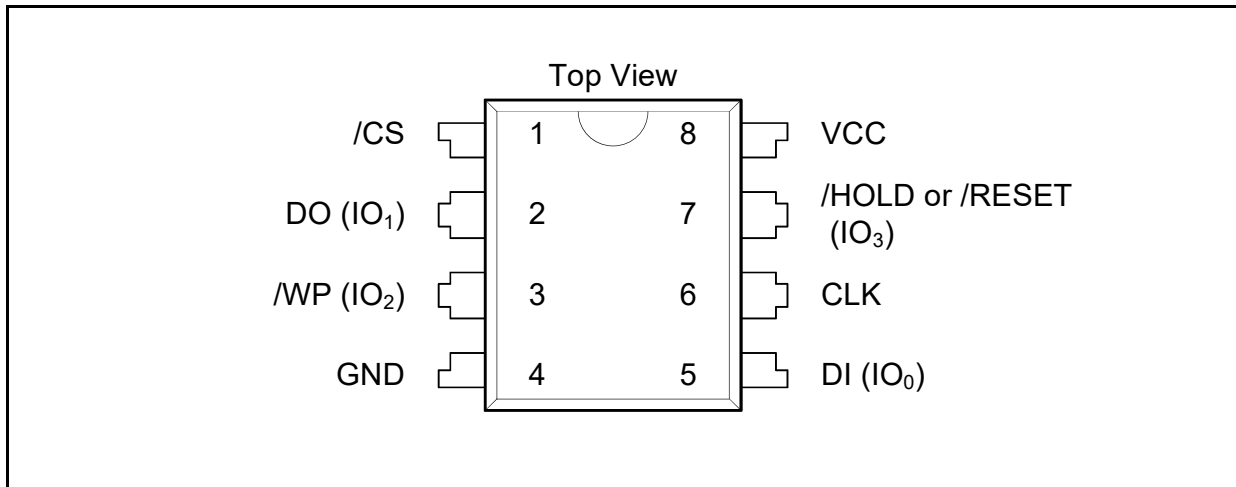 Top View
/CS 1 8 VCC
DO (IO₁) 2 7 /HOLD or /RESET
(IO₃)
/WP (IO₂) 3 6 CLK
GND 4 5 DI (IO₀)